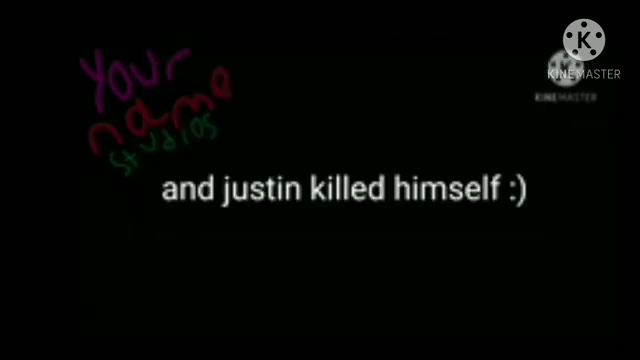 Your
name
studios
KINEMASTER
KINEMASTER
and justin killed himself :)